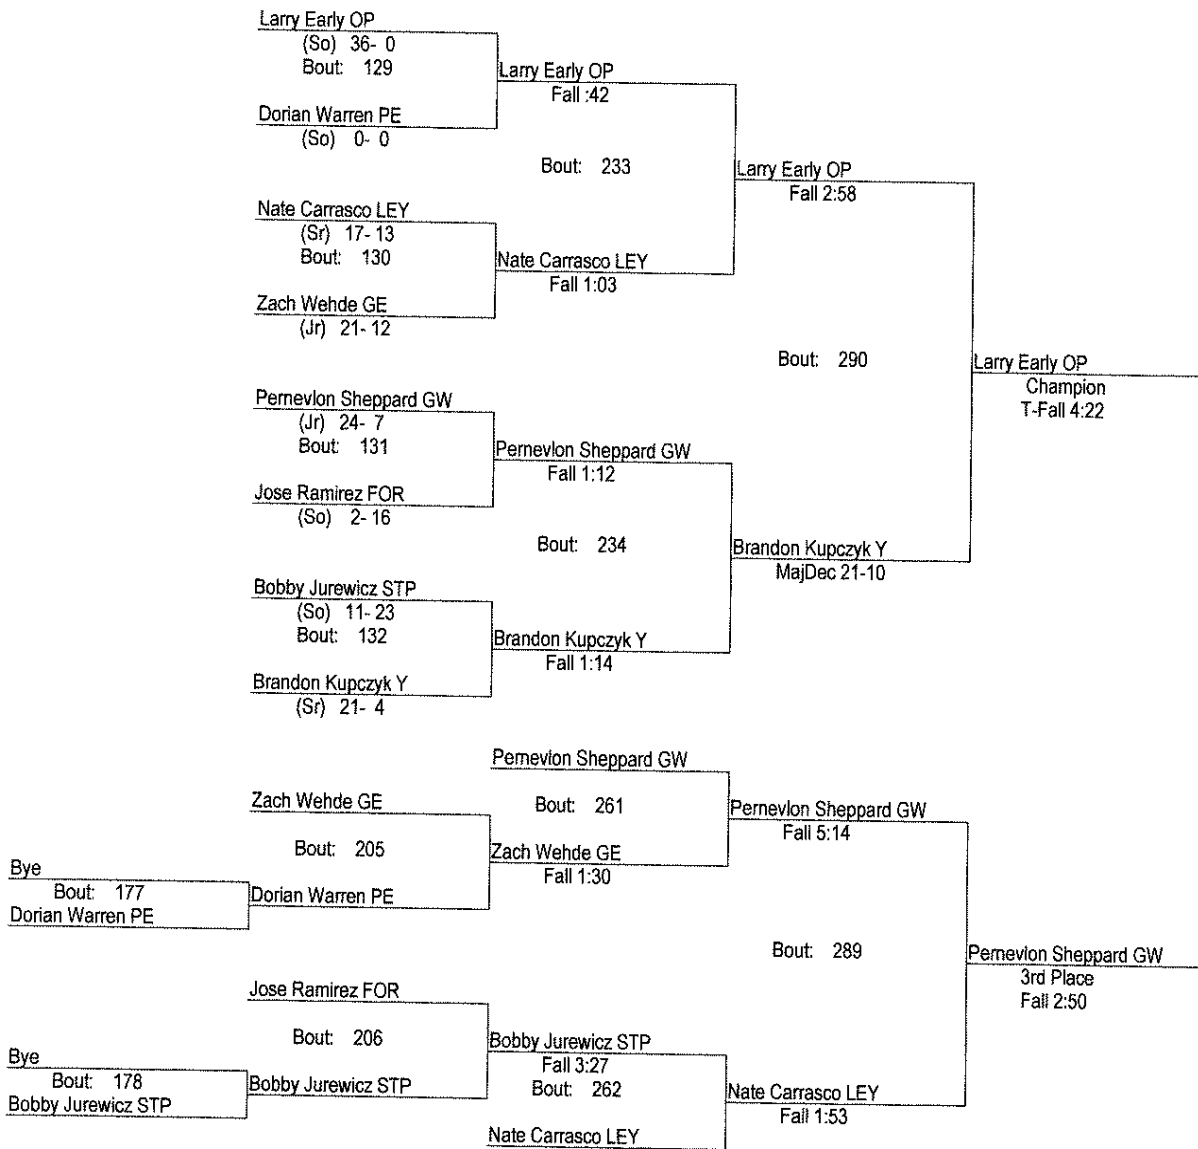 Larry Early OP
(So) 36- 0
Bout: 129
Larry Early OP
Fall :42
Dorian Warren PE
(So) 0- 0
Bout: 233
Larry Early OP
Fall 2:58
Nate Carrasco LEY
(Sr) 17- 13
Bout: 130
Nate Carrasco LEY
Fall 1:03
Zach Wehde GE
(Jr) 21- 12
Bout: 290
Larry Early OP
Champion
T-Fall 4:22
Pernevlon Sheppard GW
(Jr) 24- 7
Bout: 131
Pernevlon Sheppard GW
Fall 1:12
Jose Ramirez FOR
(So) 2- 16
Bout: 234
Brandon Kupczyk Y
MajDec 21-10
Bobby Jurewicz STP
(So) 11- 23
Bout: 132
Brandon Kupczyk Y
Fall 1:14
Brandon Kupczyk Y
(Sr) 21- 4
Pernevlon Sheppard GW
Bout: 261
Pernevlon Sheppard GW
Fall 5:14
Zach Wehde GE
Bout: 205
Zach Wehde GE
Fall 1:30
Bye
Bout: 177
Dorian Warren PE
Dorian Warren PE
Bout: 289
Pernevlon Sheppard GW
3rd Place
Fall 2:50
Jose Ramirez FOR
Bout: 206
Bobby Jurewicz STP
Fall 3:27
Bye
Bout: 178
Bobby Jurewicz STP
Bobby Jurewicz STP
Bout: 262
Nate Carrasco LEY
Fall 1:53
Nate Carrasco LEY